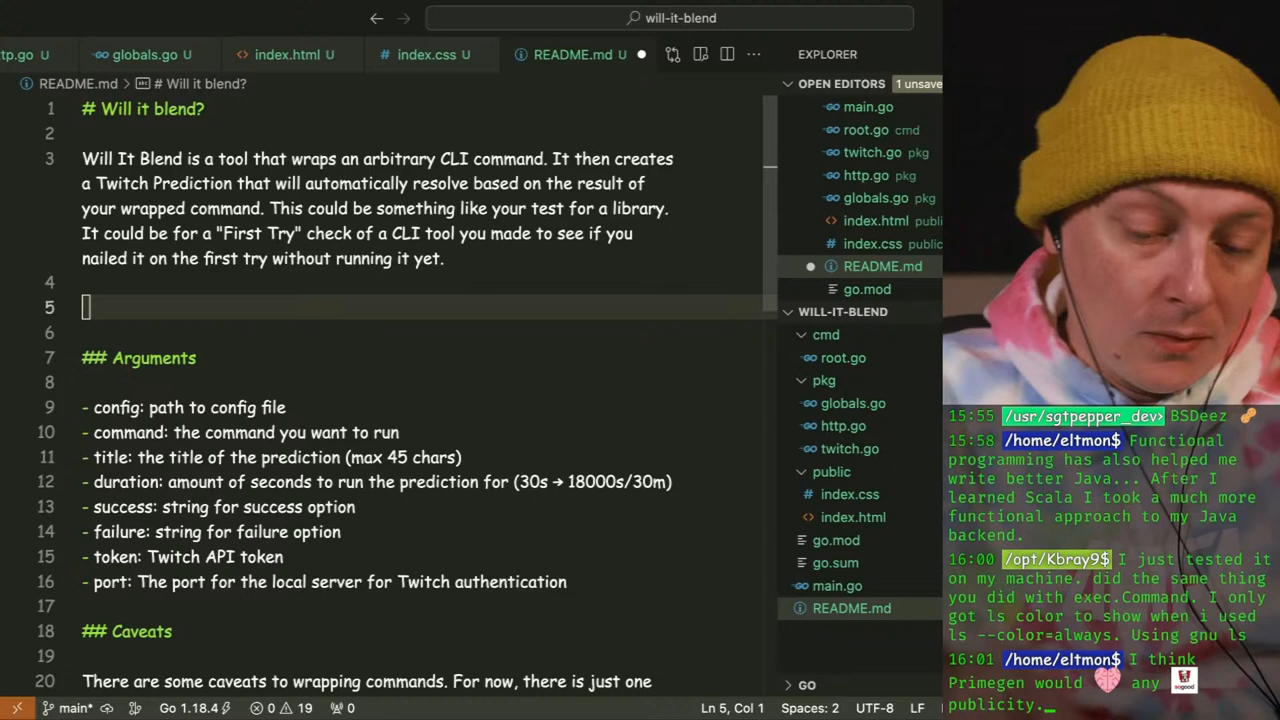 will-it-blend
tp.go U
globals.go U
index.html U
index.css U
README.md U
EXPLORER
README.md > # Will it blend?
1 # Will it blend?
2
3 Will It Blend is a tool that wraps an arbitrary CLI command. It then creates
a Twitch Prediction that will automatically resolve based on the result of
your wrapped command. This could be something like your test for a library.
It could be for a "First Try" check of a CLI tool you made to see if you
nailed it on the first try without running it yet.
4
5
6
7 ## Arguments
8
9 - config: path to config file
10 - command: the command you want to run
11 - title: the title of the prediction (max 45 chars)
12 - duration: amount of seconds to run the prediction for (30s → 18000s/30m)
13 - success: string for success option
14 - failure: string for failure option
15 - token: Twitch API token
16 - port: The port for the local server for Twitch authentication
17
18 ## Caveats
19
20 There are some caveats to wrapping commands. For now, there is just one
OPEN EDITORS 1 unsave
main.go
root.go cmd
twitch.go pkg
http.go pkg
globals.go pkg
index.html publi
index.css public
README.md
go.mod
WILL-IT-BLEND
cmd
root.go
pkg
globals.go
http.go
twitch.go
public
index.css
index.html
go.mod
go.sum
main.go
README.md
GO
main*
Go 1.18.4
0 19
0
Ln 5, Col 1
Spaces: 2
UTF-8
LF
15:55 /usr/sgtpepper_dev> BSDeez
15:58 /home/eltmon$ Functional
programming has also helped me
write better Java... After I
learned Scala I took a much more
functional approach to my Java
backend.
16:00 /opt/Kbray9$ I just tested it
on my machine. did the same thing
you did with exec.Command. I only
got ls color to show when i used
ls --color=always. Using gnu ls
16:01 /home/eltmon$ I think
Primegen would any
publicity._